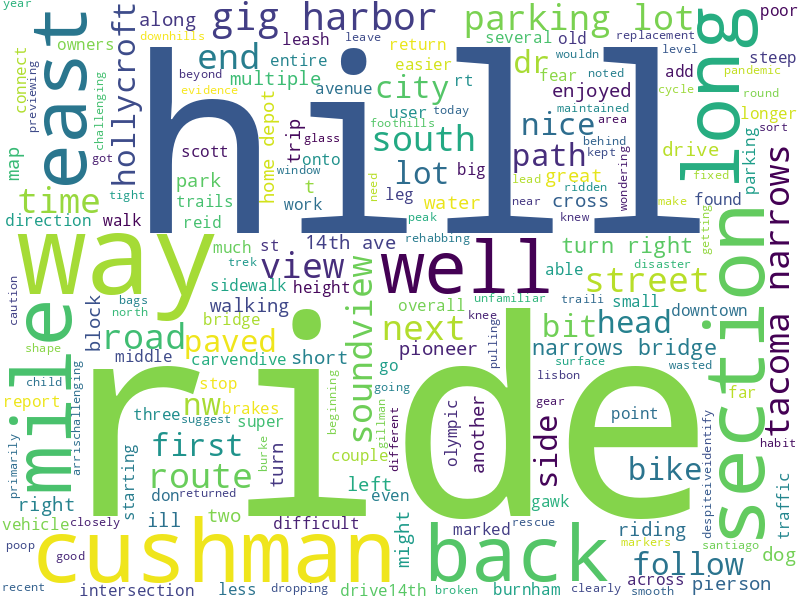 year
gig harbor
parking lot
poor
along
leash
leave
return
several
old
replacement
steep
owners
end
dr
fear
wouldn
level
downhills
entire
easier
noted
add
pandemic
connect
east
hollycroft
beyond
multiple
avenue
city
rt
enjoyed
long
cycle
round
previewing
challenging
evidence
user
today
maintained
longer
hill
foothills
nice
area
got
glass
south
behind
sort
habit
map
scott
trip
onto
path
kept
wondering
drive
parking
tight
window
lot
big
great
lead
fixed
park
home depot
t
leg
need
ridden
time
trails
work
water
near
cross
make
found
direction
walk
reid
peak
knew
tacoma narrows
much
st
14th ave
rehabbing
turn right
getting
way
trek
view
well
able
disaster
sidewalk
height
unfamiliar
traili
small
street
section
caution
bags
north
walking
overall
downtown
mile
block
bridge
soundview
next
knee
pulling
bit
head
shape
road
paved
middle
carvendive
short
go
pioneer
narrows bridge
surface
wasted
child
stop
going
lisbon
far
report
three
nw
brakes
beginning
gillman
different
gear
point
arrischallenging
suggest
super
couple
olympic
another
side
ride
primarily
first
burke
turn
route
left
bike
despiteiveidentify
traffic
right
starting
don
returned
even
gawk
vehicle
closely
ill
two
difficult
might
marked
rescue
riding
santiago
poop
good
cushman
back
markers
follow
dog
recent
intersection
dropping
less
drive14th
broken
burnham
clearly
across
smooth
pierson